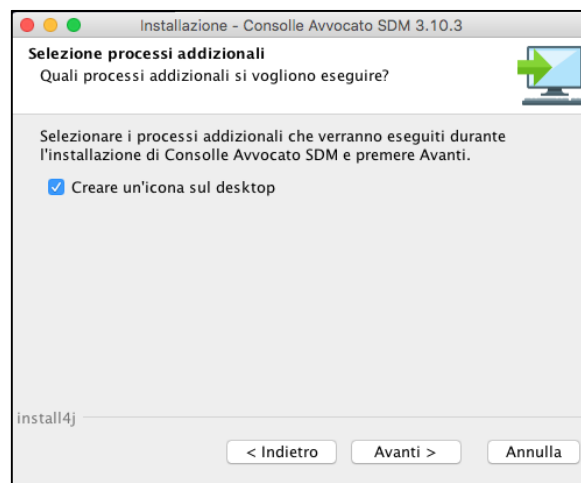 Installazione - Consolle Avvocato SDM 3.10.3
Selezione processi addizionali
Quali processi addizionali si vogliono eseguire?
Selezionare i processi addizionali che verranno eseguiti durante
l'installazione di Consolle Avvocato SDM e premere Avanti.
Creare un'icona sul desktop
install4j
< Indietro Avanti > Annulla